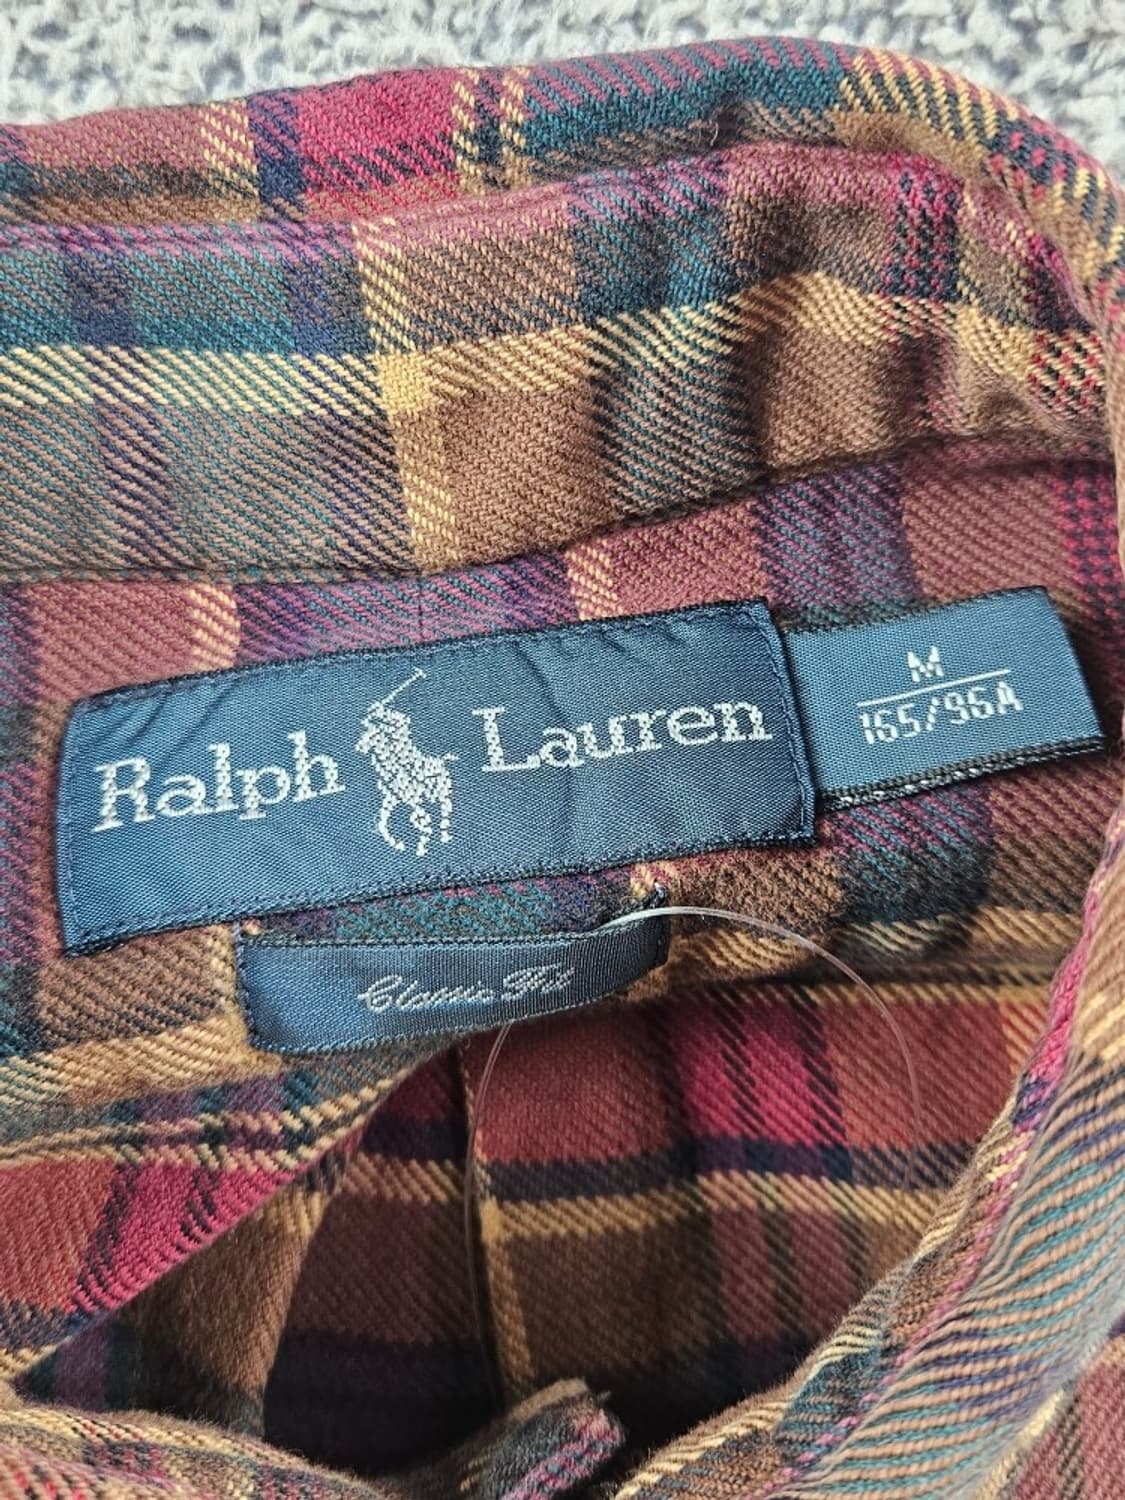 Ralph Lauren
M
165/96A
Classic Fit